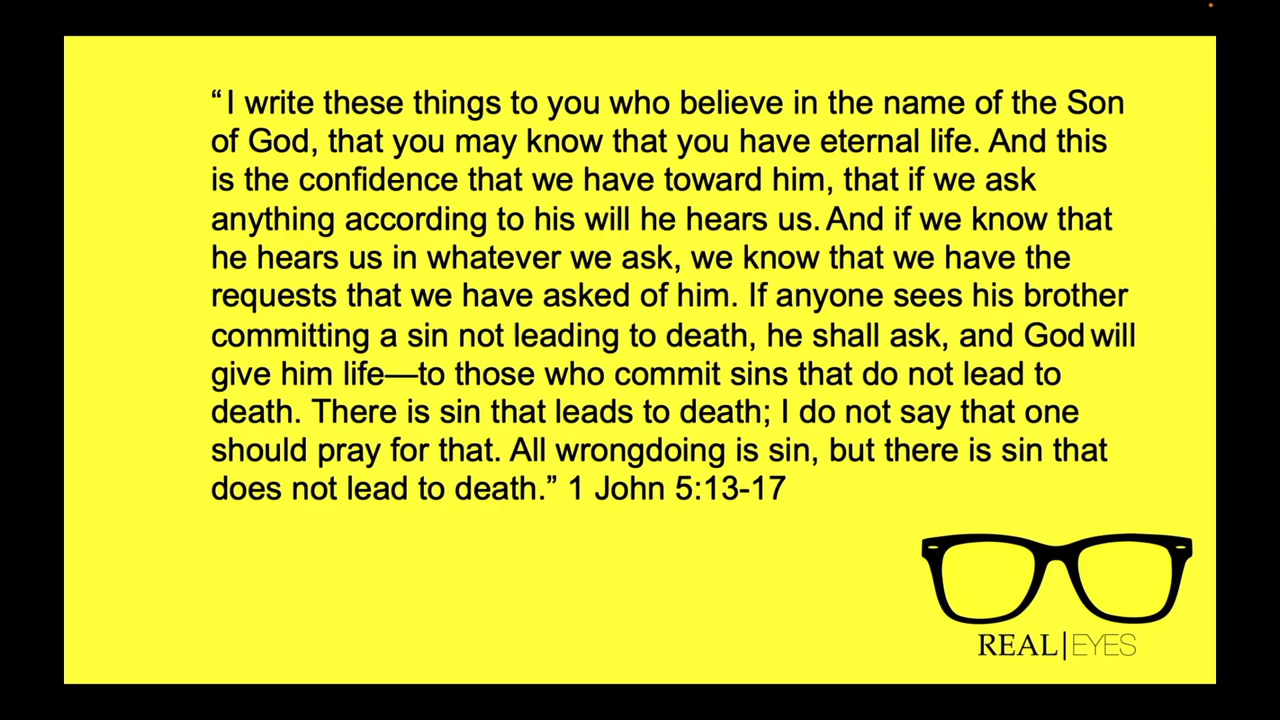 “I write these things to you who believe in the name of the Son
of God, that you may know that you have eternal life. And this
is the confidence that we have toward him, that if we ask
anything according to his will he hears us. And if we know that
he hears us in whatever we ask, we know that we have the
requests that we have asked of him. If anyone sees his brother
committing a sin not leading to death, he shall ask, and God will
give him life—to those who commit sins that do not lead to
death. There is sin that leads to death; I do not say that one
should pray for that. All wrongdoing is sin, but there is sin that
does not lead to death.” 1 John 5:13-17
REAL|EYES